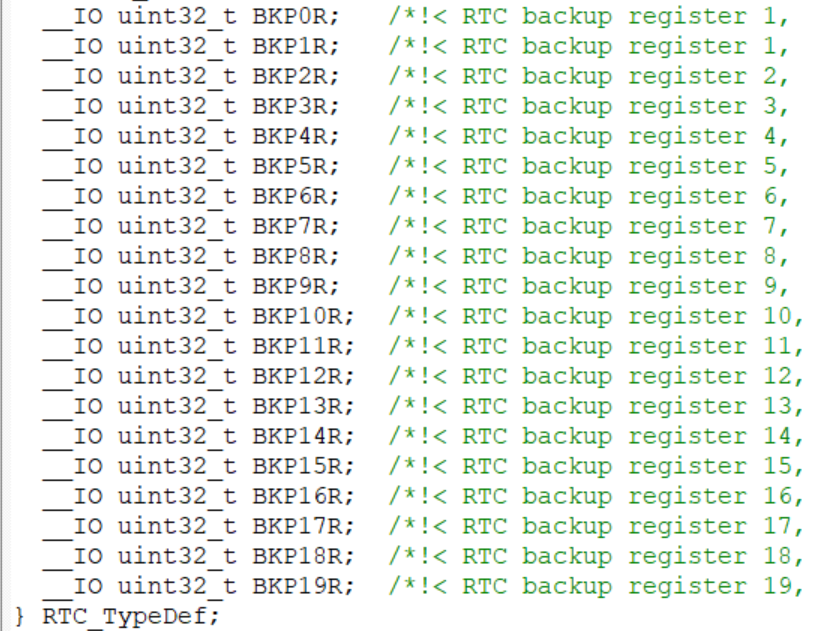 __IO uint32_t BKP0R;   /*!< RTC backup register 1,
__IO uint32_t BKP1R;   /*!< RTC backup register 1,
__IO uint32_t BKP2R;   /*!< RTC backup register 2,
__IO uint32_t BKP3R;   /*!< RTC backup register 3,
__IO uint32_t BKP4R;   /*!< RTC backup register 4,
__IO uint32_t BKP5R;   /*!< RTC backup register 5,
__IO uint32_t BKP6R;   /*!< RTC backup register 6,
__IO uint32_t BKP7R;   /*!< RTC backup register 7,
__IO uint32_t BKP8R;   /*!< RTC backup register 8,
__IO uint32_t BKP9R;   /*!< RTC backup register 9,
__IO uint32_t BKP10R;  /*!< RTC backup register 10,
__IO uint32_t BKP11R;  /*!< RTC backup register 11,
__IO uint32_t BKP12R;  /*!< RTC backup register 12,
__IO uint32_t BKP13R;  /*!< RTC backup register 13,
__IO uint32_t BKP14R;  /*!< RTC backup register 14,
__IO uint32_t BKP15R;  /*!< RTC backup register 15,
__IO uint32_t BKP16R;  /*!< RTC backup register 16,
__IO uint32_t BKP17R;  /*!< RTC backup register 17,
__IO uint32_t BKP18R;  /*!< RTC backup register 18,
__IO uint32_t BKP19R;  /*!< RTC backup register 19,
} RTC_TypeDef;